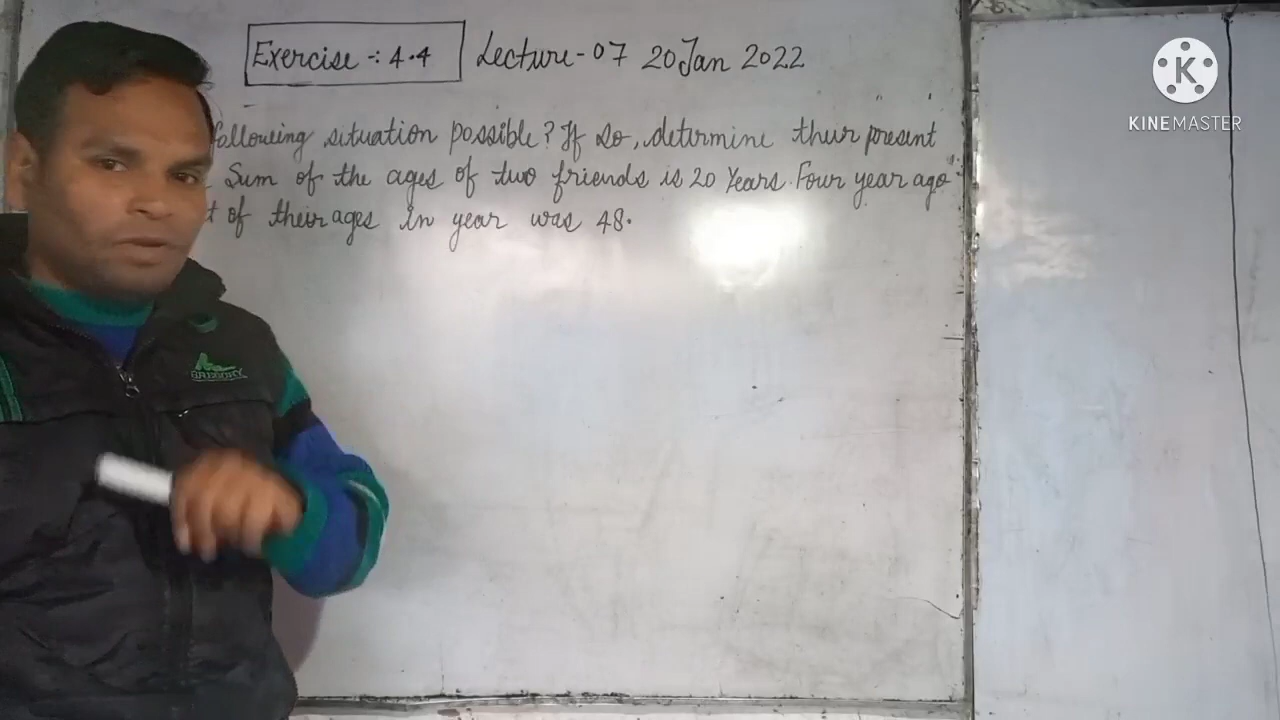 Exercise -: 4.4 Lecture-07 20 Jan 2022
following situation possible? If so, determine their present
Sum of the ages of two friends is 20 Years. Four year ago
t of their ages in year was 48.
GREGORY
K
KINEMASTER